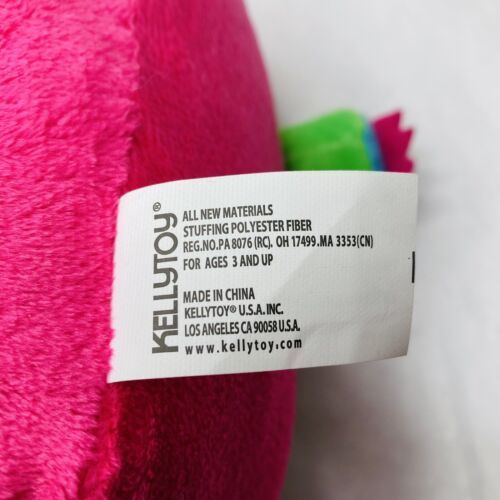 KELLYTOY®
ALL NEW MATERIALS
STUFFING POLYESTER FIBER
REG.NO.PA 8076 (RC). OH 17499.MA 3353(CN)
FOR AGES 3 AND UP
MADE IN CHINA
KELLYTOY® U.S.A. INC.
LOS ANGELES CA 90058 U.S.A.
www.kellytoy.com